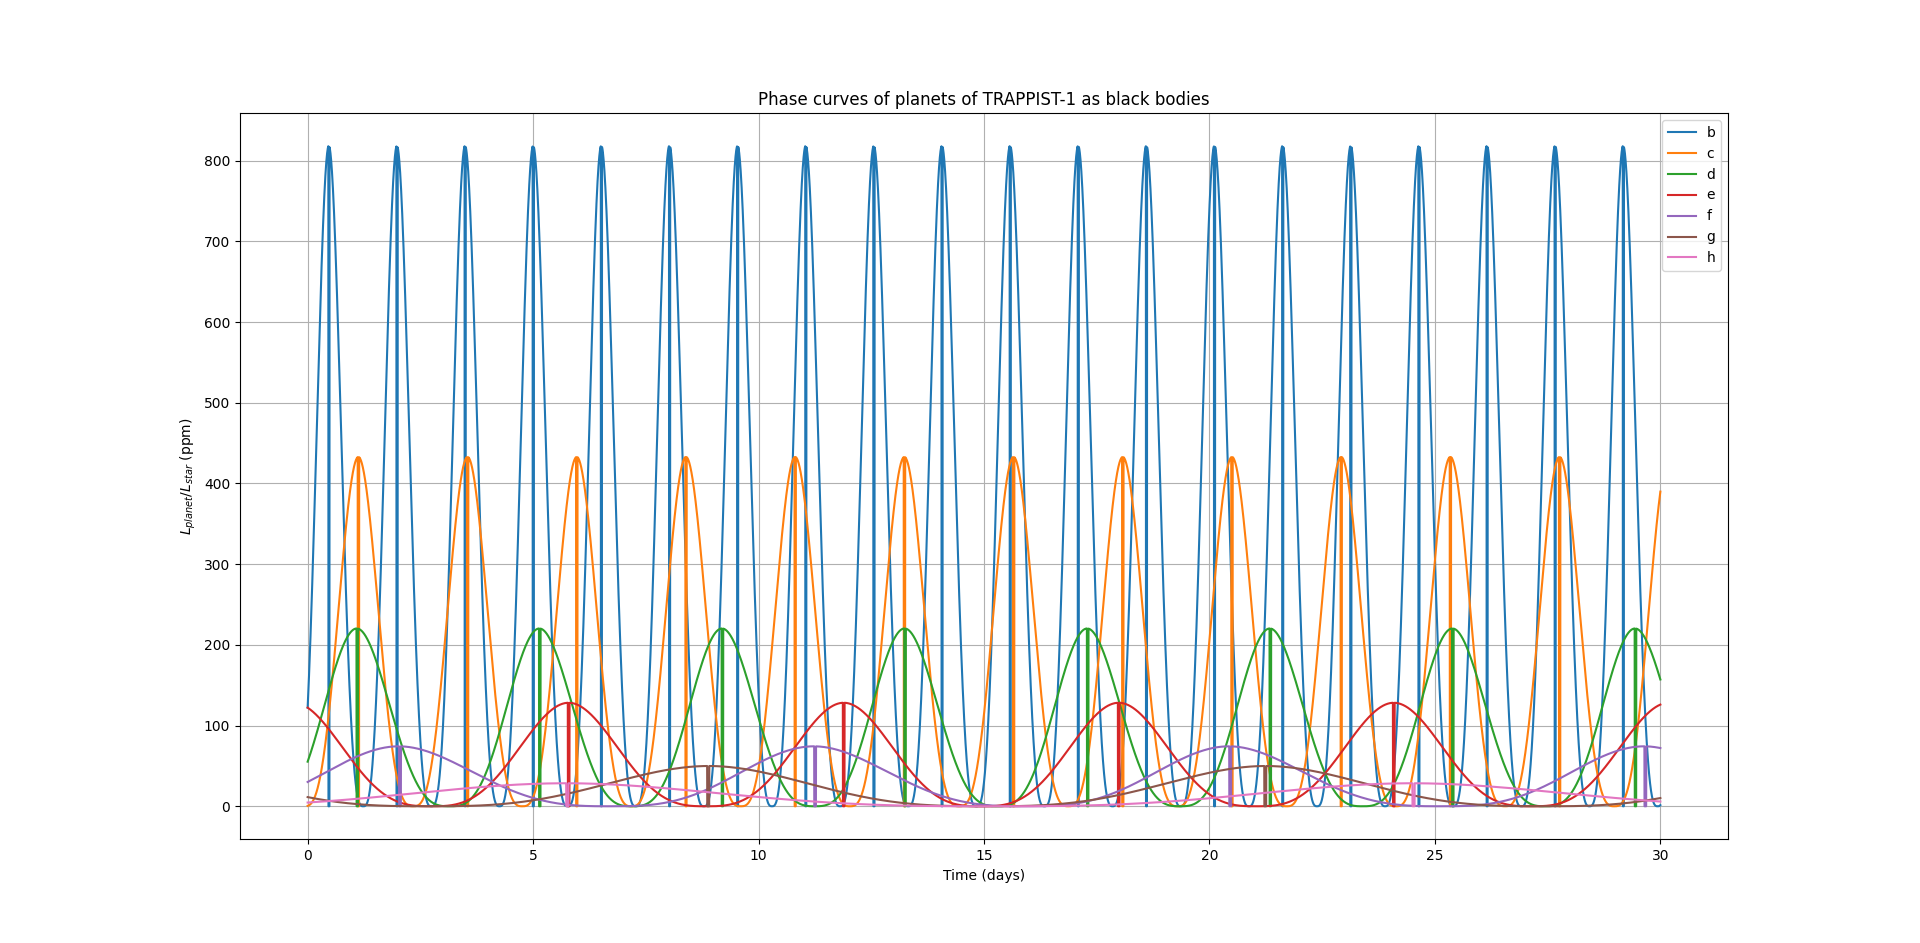 Phase curves of planets of TRAPPIST-1 as black bodies
b
c
d
e
f
g
h
800
700
600
500
400
300
200
100
0
L_planet/L_star (ppm)
0 5 10 15 20 25 30
Time (days)